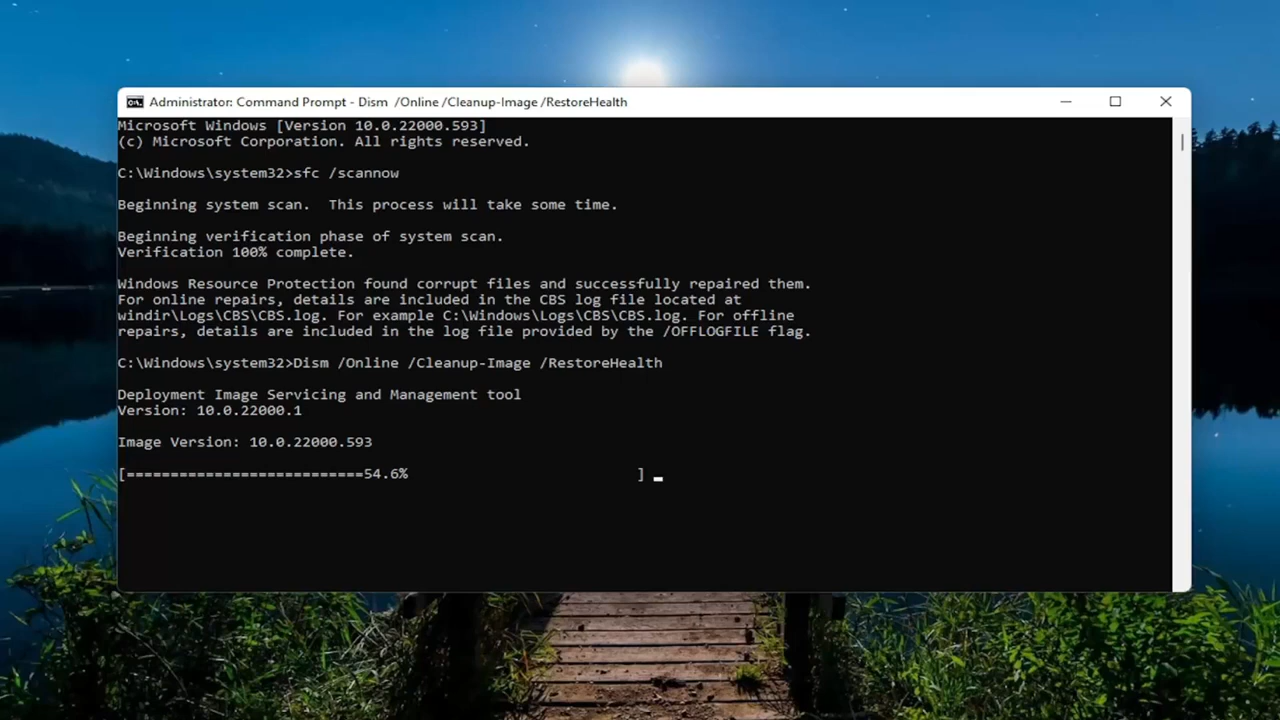 Administrator: Command Prompt - Dism  /Online /Cleanup-Image /RestoreHealth
Microsoft Windows [Version 10.0.22000.593]
(c) Microsoft Corporation. All rights reserved.
C:\Windows\system32>sfc /scannow
Beginning system scan.  This process will take some time.
Beginning verification phase of system scan.
Verification 100% complete.
Windows Resource Protection found corrupt files and successfully repaired them.
For online repairs, details are included in the CBS log file located at
windir\Logs\CBS\CBS.log. For example C:\Windows\Logs\CBS\CBS.log. For offline
repairs, details are included in the log file provided by the /OFFLOGFILE flag.
C:\Windows\system32>Dism /Online /Cleanup-Image /RestoreHealth
Deployment Image Servicing and Management tool
Version: 10.0.22000.1
Image Version: 10.0.22000.593
[===========================54.6%                          ]